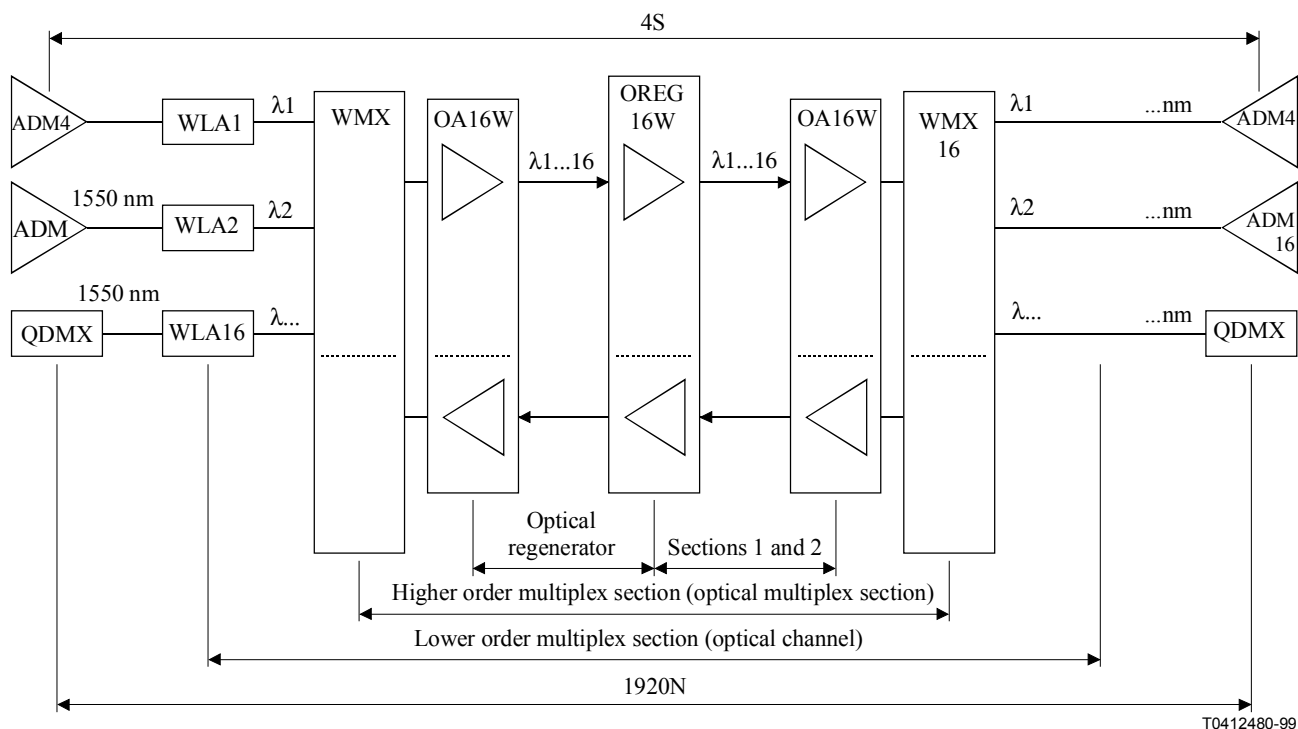 4S
ADM4
WLA1
λ1
WMX
OA16W
OREG
16W
OA16W
WMX
16
λ1
...nm
ADM4
λ1...16
λ1...16
ADM
1550 nm
WLA2
λ2
λ2
...nm
ADM
16
QDMX
1550 nm
WLA16
λ...
λ...
...nm
QDMX
Optical
regenerator
Sections 1 and 2
Higher order multiplex section (optical multiplex section)
Lower order multiplex section (optical channel)
1920N
T0412480-99